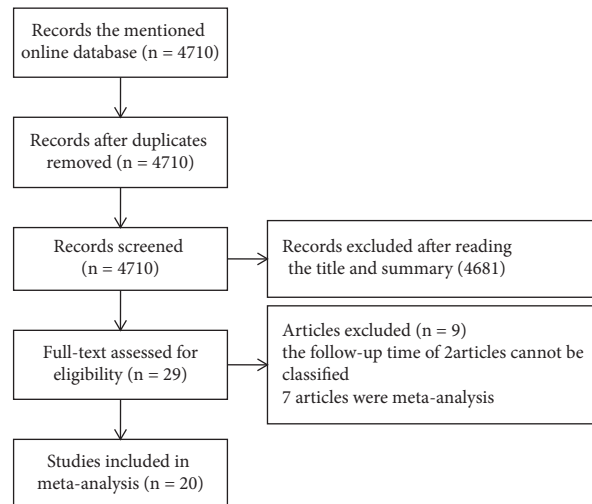 Records the mentioned
online database (n = 4710)
Records after duplicates
removed (n = 4710)
Records screened
(n = 4710)
Records excluded after reading
the title and summary (4681)
Full-text assessed for
eligibility (n = 29)
Articles excluded (n = 9)
the follow-up time of 2articles cannot be
classified
7 articles were meta-analysis
Studies included in
meta-analysis (n = 20)